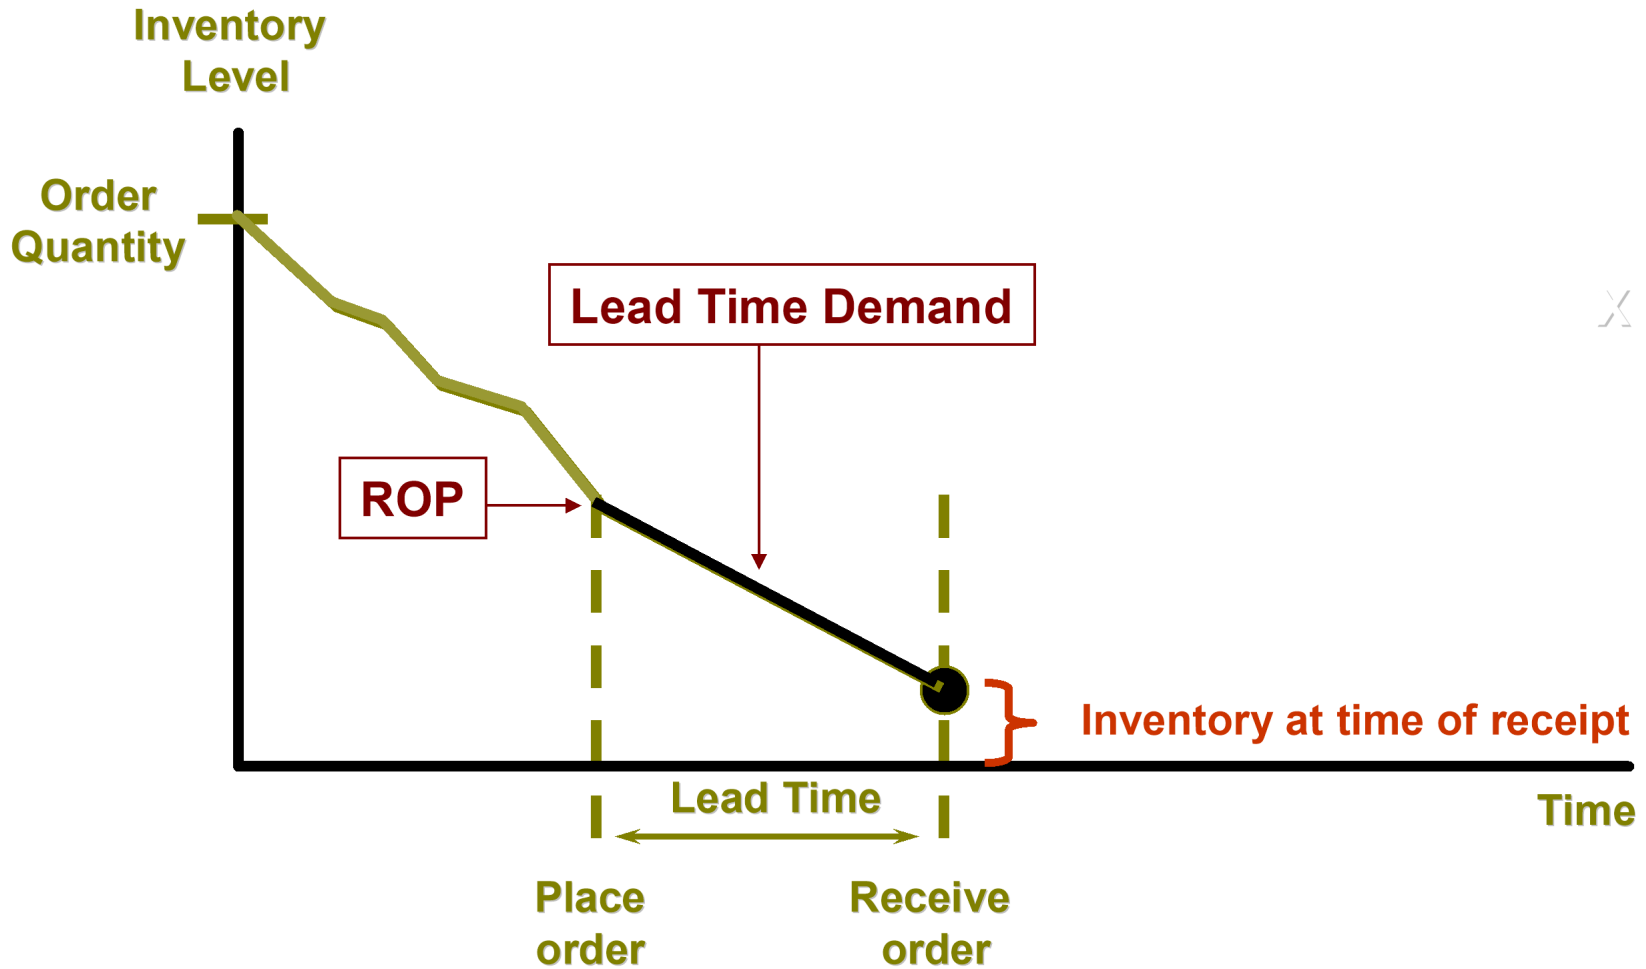 Inventory
Level
Order
Quantity
Lead Time Demand
X
ROP
Inventory at time of receipt
Lead Time
Time
Place
order
Receive
order